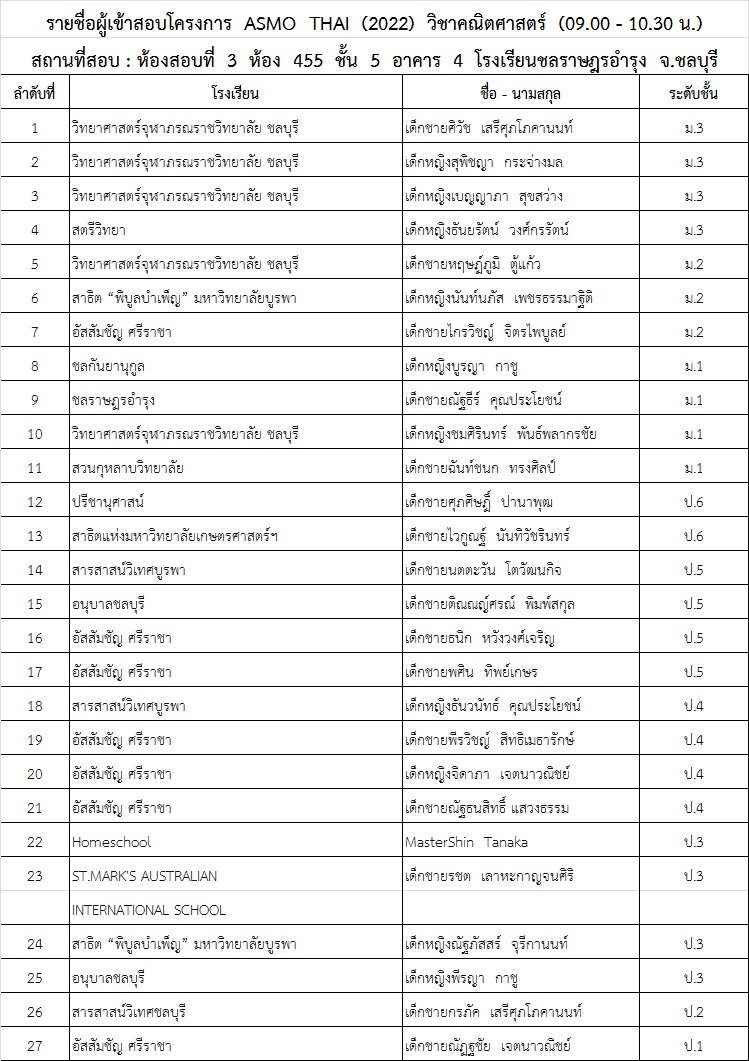 รายชื่อผู้เข้าสอบโครงการ ASMO THAI (2022) วิชาคณิตศาสตร์ (09.00 - 10.30 น.)
สถานที่สอบ : ห้องสอบที่ 3 ห้อง 455 ชั้น 5 อาคาร 4 โรงเรียนชลราษฎรอำรุง จ.ชลบุรี
ลำดับที่ โรงเรียน ชื่อ - นามสกุล ระดับชั้น
1 วิทยาศาสตร์จุฬาภรณราชวิทยาลัย ชลบุรี เด็กชายศิวัช เสรีศุภโภคานนท์ ม.3
2 วิทยาศาสตร์จุฬาภรณราชวิทยาลัย ชลบุรี เด็กหญิงสุพิชญา กระจ่างมล ม.3
3 วิทยาศาสตร์จุฬาภรณราชวิทยาลัย ชลบุรี เด็กหญิงเบญญาภา สุขสว่าง ม.3
4 สตรีวิทยา เด็กหญิงธันยรัตน์ วงศ์กรรัตน์ ม.3
5 วิทยาศาสตร์จุฬาภรณราชวิทยาลัย ชลบุรี เด็กชายหฤษฎ์ภูมิ ตู้แก้ว ม.2
6 สาธิต “พิบูลบำเพ็ญ” มหาวิทยาลัยบูรพา เด็กหญิงนันท์นภัส เพชรธรรมาฐิติ ม.2
7 อัสสัมชัญ ศรีราชา เด็กชายไกรวิชญ์ จิตรไพบูลย์ ม.2
8 ชลกันยานุกูล เด็กหญิงบูรญา กาชู ม.1
9 ชลราษฎรอำรุง เด็กชายณัฐธีร์ คุณประโยชน์ ม.1
10 วิทยาศาสตร์จุฬาภรณราชวิทยาลัย ชลบุรี เด็กหญิงชมศิรินทร์ พันธ์พลากรชัย ม.1
11 สวนกุหลาบวิทยาลัย เด็กชายฉันท์ชนก ทรงศิลป์ ม.1
12 ปรีชานุศาสน์ เด็กชายศุภศิษฏิ์ ปานาพุฒ ป.6
13 สาธิตแห่งมหาวิทยาลัยเกษตรศาสตร์ฯ เด็กชายไวกูณฐ์ นันทิวัชรินทร์ ป.6
14 สารสาสน์วิเทศบูรพา เด็กชายนตตะวัน โตวัฒนกิจ ป.5
15 อนุบาลชลบุรี เด็กชายติณณญ์ศรณ์ พิมพ์สกุล ป.5
16 อัสสัมชัญ ศรีราชา เด็กชายธนิก หวังวงศ์เจริญ ป.5
17 อัสสัมชัญ ศรีราชา เด็กชายพศิน ทิพย์เกษร ป.5
18 สารสาสน์วิเทศบูรพา เด็กหญิงธันวนัทธ์ คุณประโยชน์ ป.4
19 อัสสัมชัญ ศรีราชา เด็กชายพีรวิชญ์ สิทธิเมธารักษ์ ป.4
20 อัสสัมชัญ ศรีราชา เด็กหญิงจิดาภา เจตนาวณิชย์ ป.4
21 อัสสัมชัญ ศรีราชา เด็กชายณัฐธนสิทธิ์ แสวงธรรม ป.4
22 Homeschool MasterShin Tanaka ป.3
23 ST.MARK'S AUSTRALIAN เด็กชายรชต เลาหะกาญจนศิริ ป.3
INTERNATIONAL SCHOOL
24 สาธิต “พิบูลบำเพ็ญ” มหาวิทยาลัยบูรพา เด็กหญิงณัฐภัสสร์ จุรีกานนท์ ป.3
25 อนุบาลชลบุรี เด็กหญิงพีรญา กาชู ป.3
26 สารสาสน์วิเทศชลบุรี เด็กชายกรภัค เสรีศุภโภคานนท์ ป.2
27 อัสสัมชัญ ศรีราชา เด็กชายณัฏฐชัย เจตนาวณิชย์ ป.1